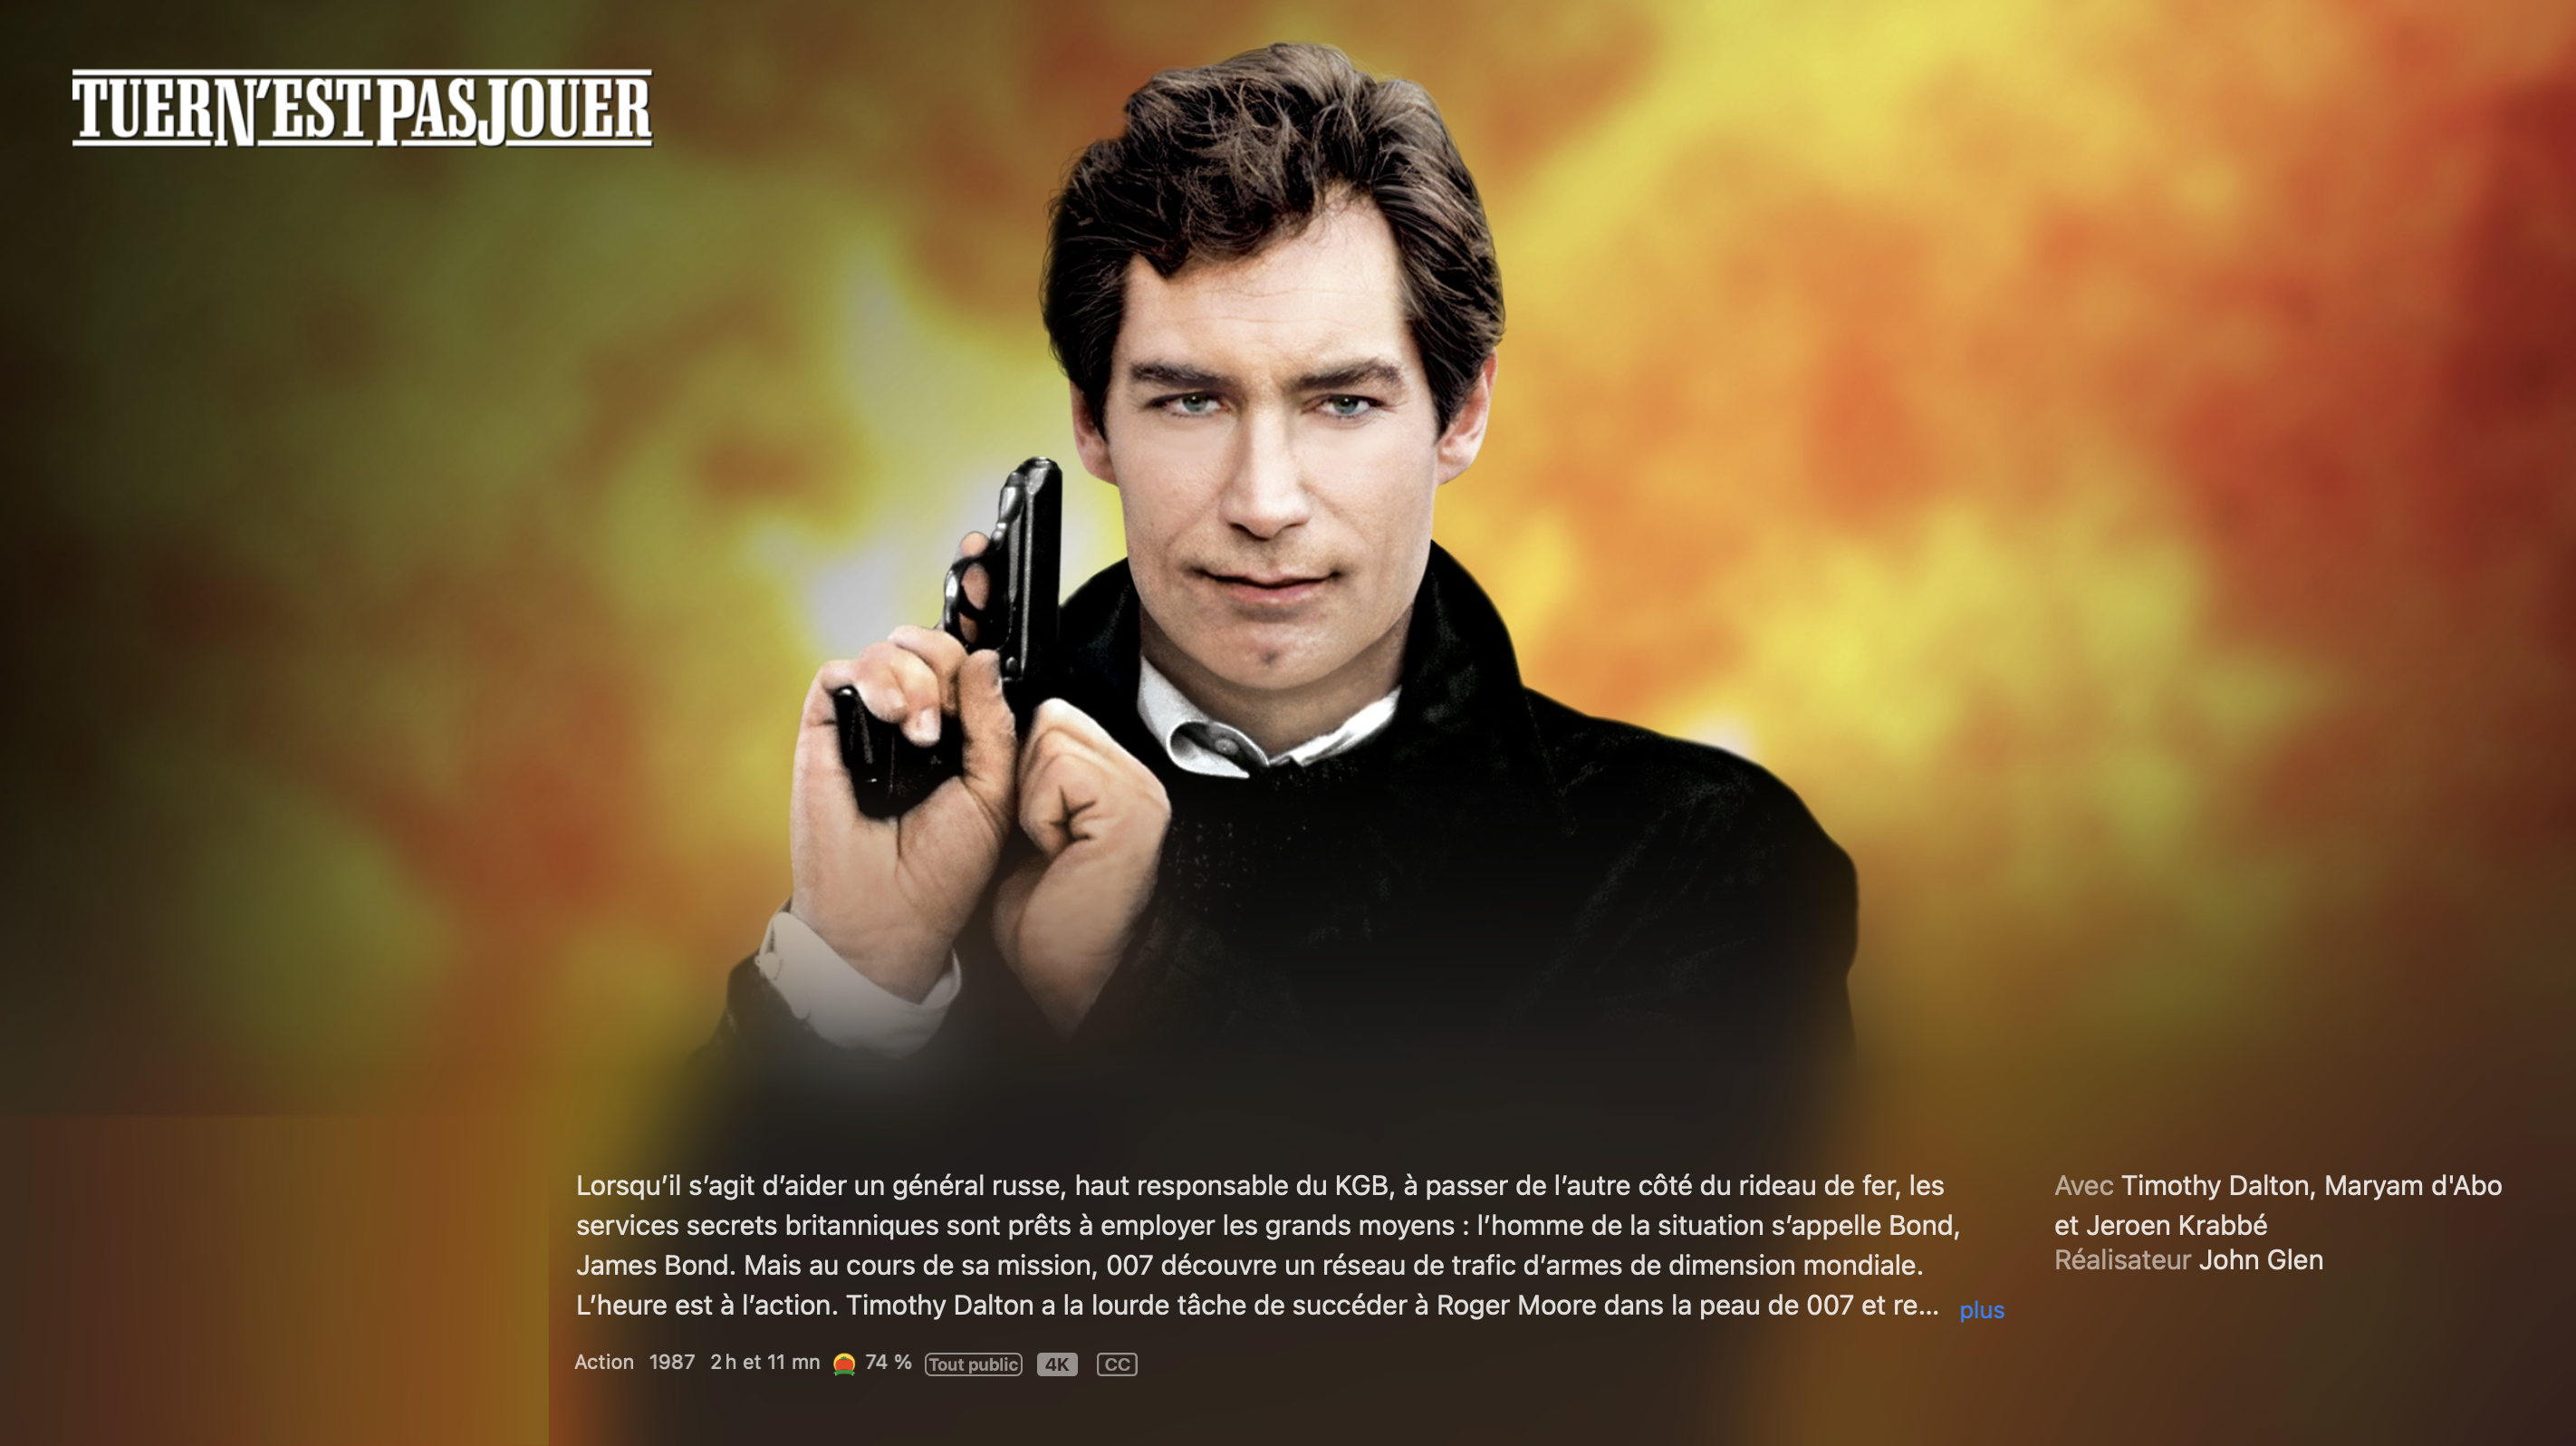 TUER N'EST PAS JOUER
Lorsqu’il s’agit d’aider un général russe, haut responsable du KGB, à passer de l’autre côté du rideau de fer, les
services secrets britanniques sont prêts à employer les grands moyens : l’homme de la situation s’appelle Bond,
James Bond. Mais au cours de sa mission, 007 découvre un réseau de trafic d’armes de dimension mondiale.
L’heure est à l’action. Timothy Dalton a la lourde tâche de succéder à Roger Moore dans la peau de 007 et re... plus
Action 1987 2 h et 11 mn 74 % Tout public 4K CC
Avec Timothy Dalton, Maryam d'Abo
et Jeroen Krabbé
Réalisateur John Glen